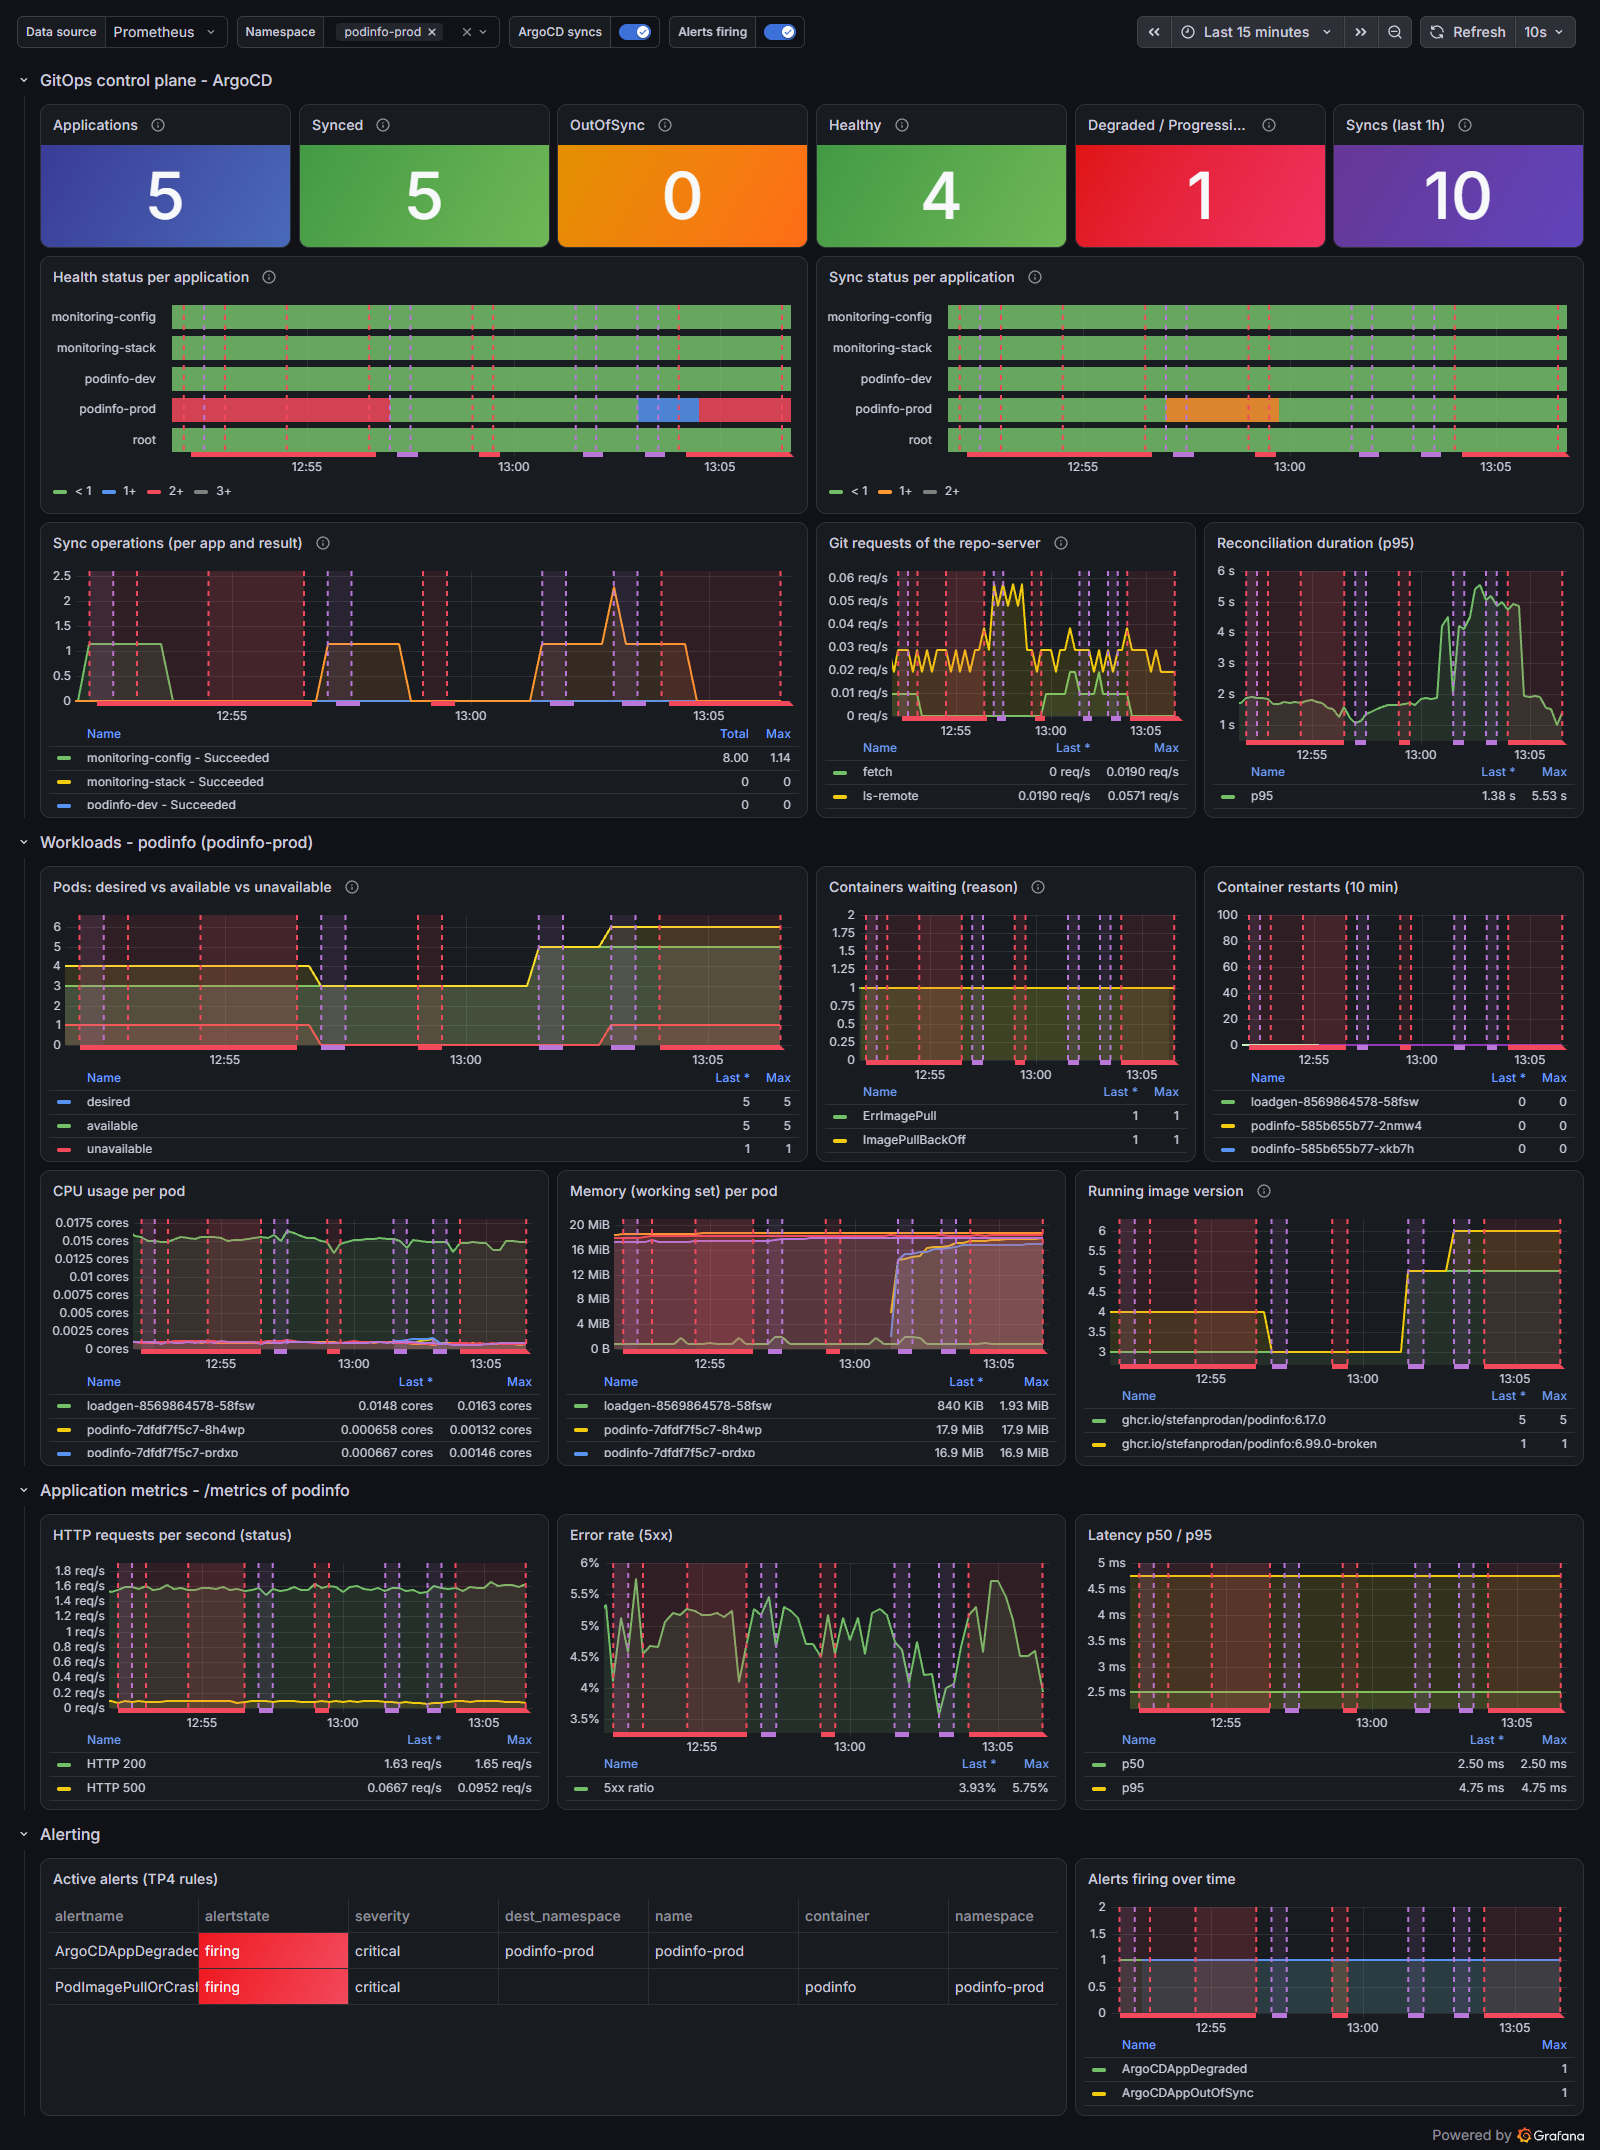 Data source Prometheus Namespace podinfo-prod ArgoCD syncs Alerts firing Last 15 minutes Refresh 10s
GitOps control plane - ArgoCD
Applications Synced OutOfSync Healthy Degraded / Progressi... Syncs (last 1h)
5 5 0 4 1 10
Health status per application
monitoring-config
monitoring-stack
podinfo-dev
podinfo-prod
root
12:55 13:00 13:05
< 1 1+ 2+ 3+
Sync status per application
monitoring-config
monitoring-stack
podinfo-dev
podinfo-prod
root
12:55 13:00 13:05
< 1 1+ 2+
Sync operations (per app and result)
2.5
2
1.5
1
0.5
0
12:55 13:00 13:05
Name Total Max
monitoring-config - Succeeded 8.00 1.14
monitoring-stack - Succeeded 0 0
podinfo-dev - Succeeded 0 0
Git requests of the repo-server
0.06 req/s
0.05 req/s
0.04 req/s
0.03 req/s
0.02 req/s
0.01 req/s
0 req/s
12:55 13:00 13:05
Name Last * Max
fetch 0 req/s 0.0190 req/s
ls-remote 0.0190 req/s 0.0571 req/s
Reconciliation duration (p95)
6 s
5 s
4 s
3 s
2 s
1 s
12:55 13:00 13:05
Name Last * Max
p95 1.38 s 5.53 s
Workloads - podinfo (podinfo-prod)
Pods: desired vs available vs unavailable
6
5
4
3
2
1
0
12:55 13:00 13:05
Name Last * Max
desired 5 5
available 5 5
unavailable 1 1
Containers waiting (reason)
2
1.75
1.5
1.25
1
0.75
0.5
0.25
0
12:55 13:00 13:05
Name Last * Max
ErrImagePull 1 1
ImagePullBackOff 1 1
Container restarts (10 min)
100
80
60
40
20
0
12:55 13:00 13:05
Name Last * Max
loadgen-8569864578-58fsw 0 0
podinfo-585b655b77-2nmw4 0 0
podinfo-585b655b77-xkb7h 0 0
CPU usage per pod
0.0175 cores
0.015 cores
0.0125 cores
0.01 cores
0.0075 cores
0.005 cores
0.0025 cores
0 cores
12:55 13:00 13:05
Name Last * Max
loadgen-8569864578-58fsw 0.0148 cores 0.0163 cores
podinfo-7dfdf7f5c7-8h4wp 0.000658 cores 0.00132 cores
podinfo-7dfdf7f5c7-prdxp 0.000667 cores 0.00146 cores
Memory (working set) per pod
20 MiB
16 MiB
12 MiB
8 MiB
4 MiB
0 B
12:55 13:00 13:05
Name Last * Max
loadgen-8569864578-58fsw 840 KiB 1.93 MiB
podinfo-7dfdf7f5c7-8h4wp 17.9 MiB 17.9 MiB
podinfo-7dfdf7f5c7-prdxp 16.9 MiB 16.9 MiB
Running image version
6
5.5
5
4.5
4
3.5
3
12:55 13:00 13:05
Name Last * Max
ghcr.io/stefanprodan/podinfo:6.17.0 5 5
ghcr.io/stefanprodan/podinfo:6.99.0-broken 1 1
Application metrics - /metrics of podinfo
HTTP requests per second (status)
1.8 req/s
1.6 req/s
1.4 req/s
1.2 req/s
1 req/s
0.8 req/s
0.6 req/s
0.4 req/s
0.2 req/s
0 req/s
12:55 13:00 13:05
Name Last * Max
HTTP 200 1.63 req/s 1.65 req/s
HTTP 500 0.0667 req/s 0.0952 req/s
Error rate (5xx)
6%
5.5%
5%
4.5%
4%
3.5%
12:55 13:00 13:05
Name Last * Max
5xx ratio 3.93% 5.75%
Latency p50 / p95
5 ms
4.5 ms
4 ms
3.5 ms
3 ms
2.5 ms
12:55 13:00 13:05
Name Last * Max
p50 2.50 ms 2.50 ms
p95 4.75 ms 4.75 ms
Alerting
Active alerts (TP4 rules)
alertname alertstate severity dest_namespace name container namespace
ArgoCDAppDegraded firing critical podinfo-prod podinfo-prod
PodImagePullOrCrash firing critical podinfo podinfo-prod
Alerts firing over time
2
1.5
1
0.5
0
12:55 13:00 13:05
Name Max
ArgoCDAppDegraded 1
ArgoCDAppOutOfSync 1
Powered by Grafana